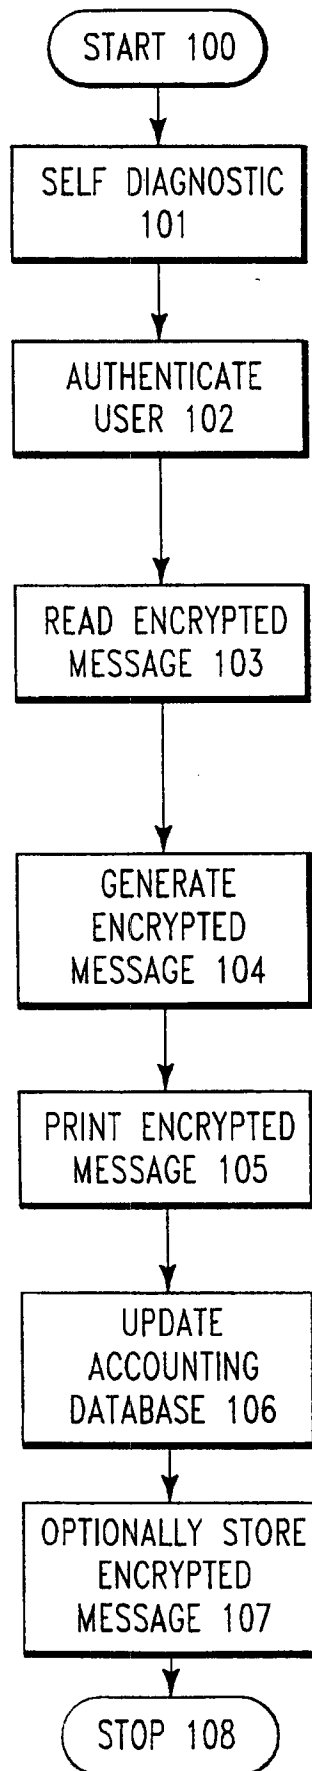 START 100
SELF DIAGNOSTIC
101
AUTHENTICATE
USER 102
READ ENCRYPTED
MESSAGE 103
GENERATE
ENCRYPTED
MESSAGE 104
PRINT ENCRYPTED
MESSAGE 105
UPDATE
ACCOUNTING
DATABASE 106
OPTIONALLY STORE
ENCRYPTED
MESSAGE 107
STOP 108